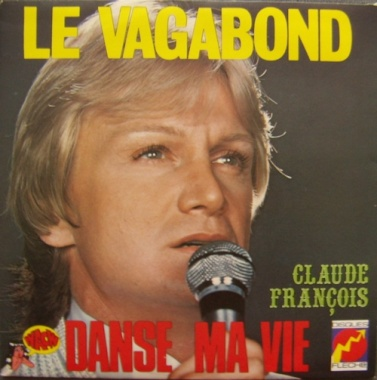 LE VAGABOND
CLAUDE
FRANÇOIS
DANSE MA VIE
DISQUES
FLÈCHE